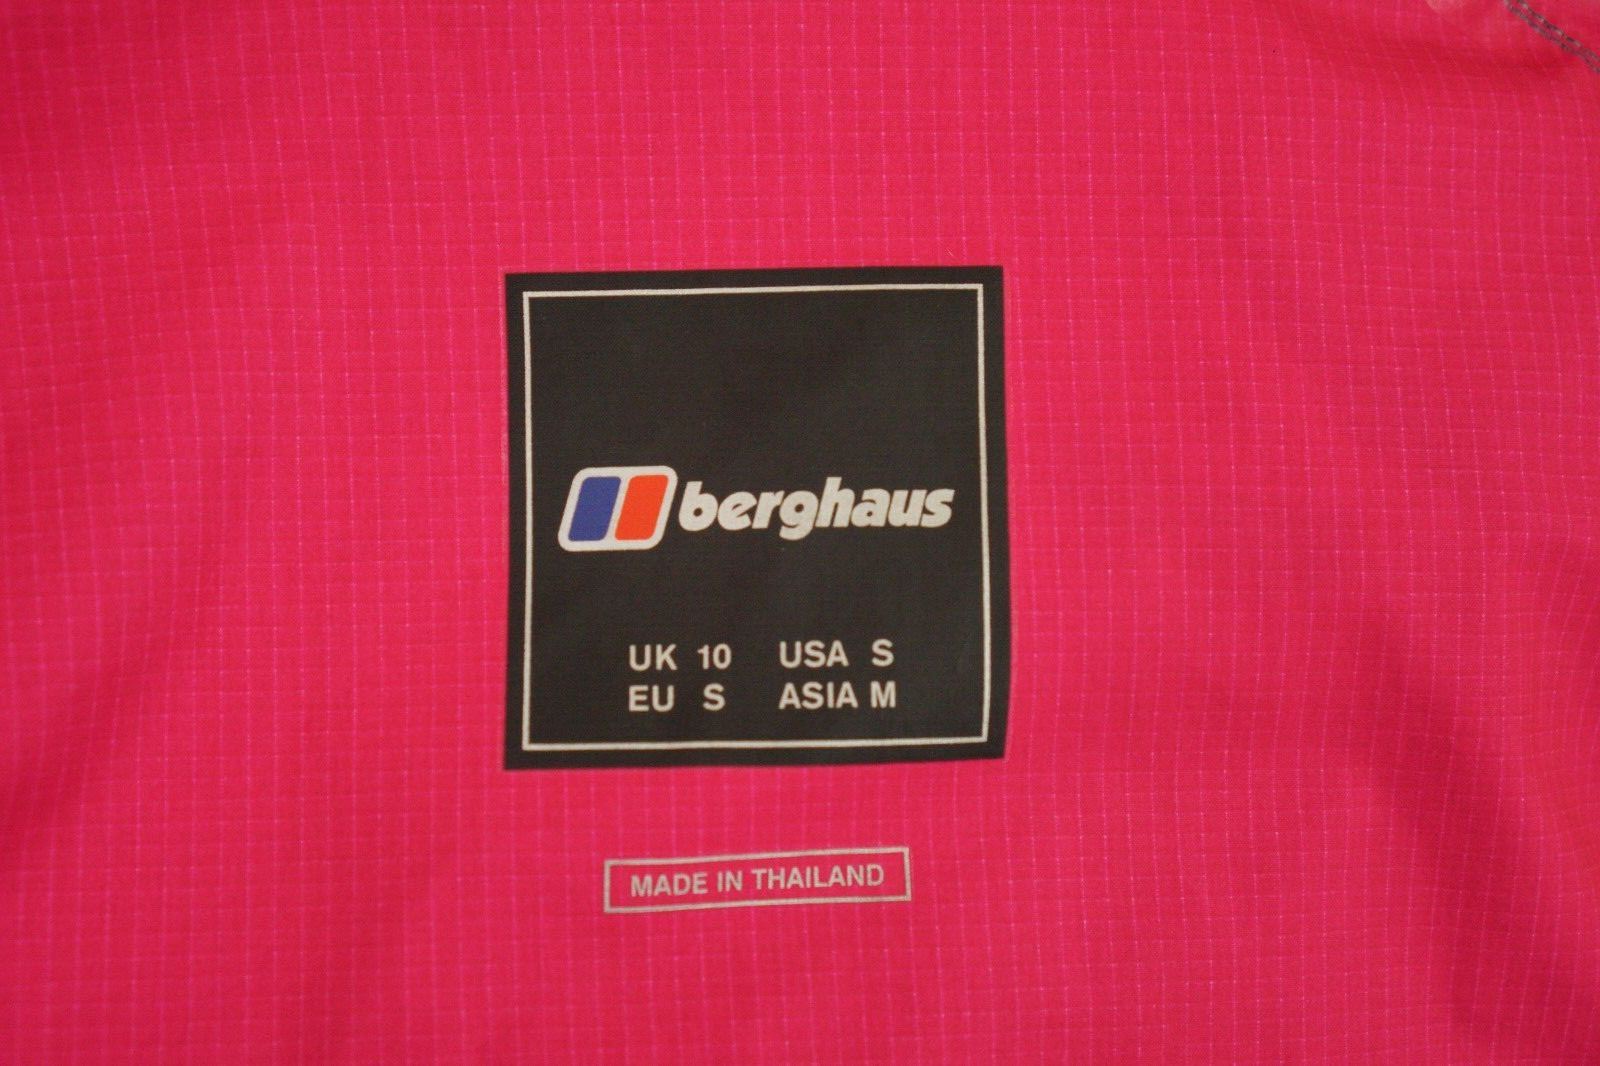 berghaus
UK 10 USA S
EU S ASIA M
MADE IN THAILAND